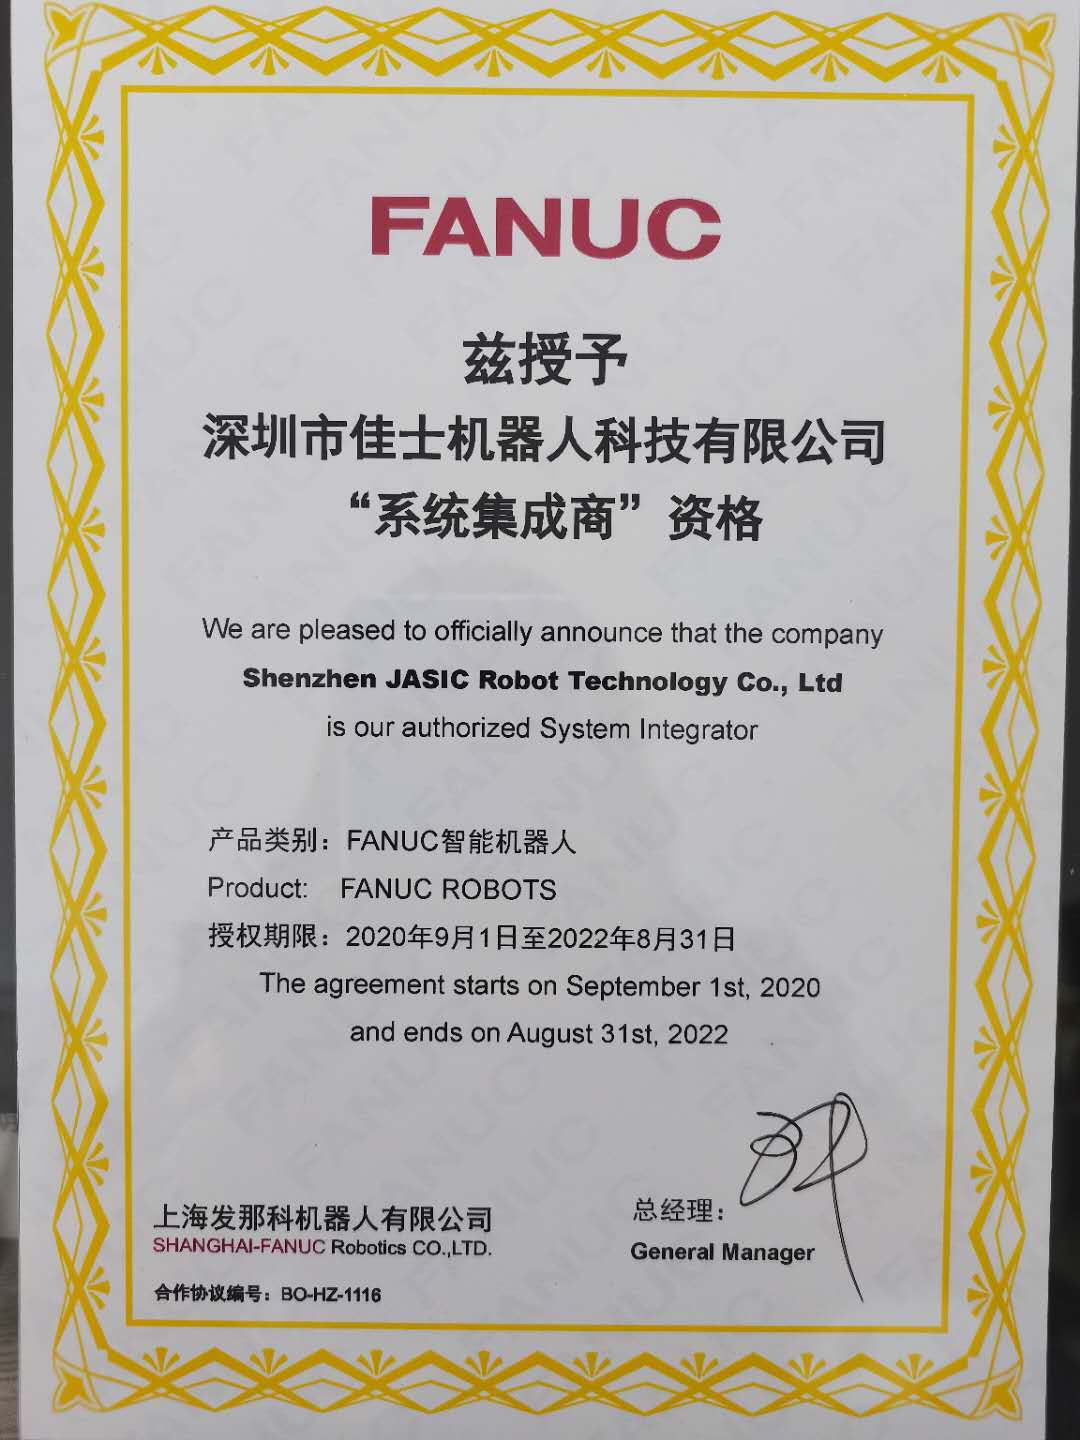 FANUC
兹授予
深圳市佳士机器人科技有限公司
“系统集成商”资格
We are pleased to officially announce that the company
Shenzhen JASIC Robot Technology Co., Ltd
is our authorized System Integrator
产品类别：FANUC智能机器人
Product: FANUC ROBOTS
授权期限：2020年9月1日至2022年8月31日
The agreement starts on September 1st, 2020
and ends on August 31st, 2022
上海发那科机器人有限公司
SHANGHAI-FANUC Robotics CO.,LTD.
合作协议编号：BO-HZ-1116
总经理：
General Manager